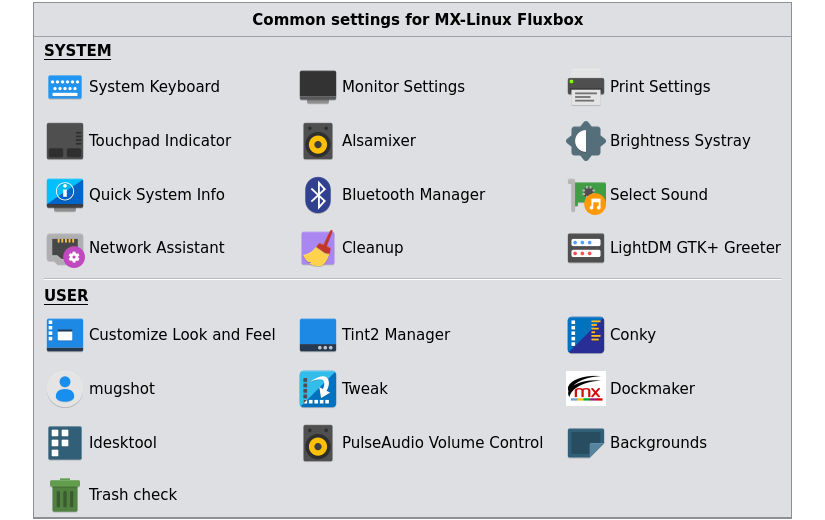 Common settings for MX-Linux Fluxbox
SYSTEM
System Keyboard
Monitor Settings
Print Settings
Touchpad Indicator
Alsamixer
Brightness Systray
Quick System Info
Bluetooth Manager
Select Sound
Network Assistant
Cleanup
LightDM GTK+ Greeter
USER
Customize Look and Feel
Tint2 Manager
Conky
mugshot
Tweak
mx
Dockmaker
Idesktool
PulseAudio Volume Control
Backgrounds
Trash check